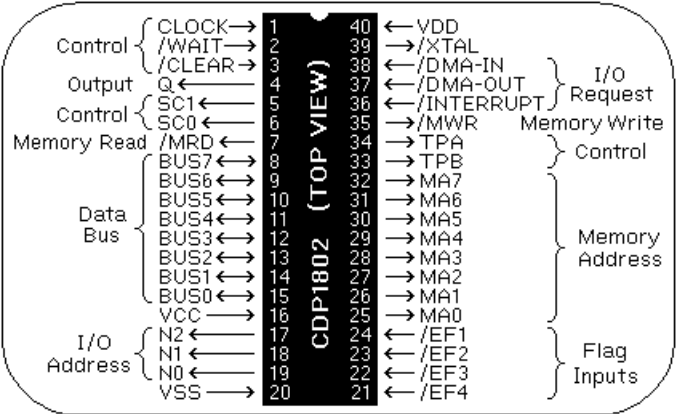 Control CLOCK 1 40 VDD
/WAIT 2 39 /XTAL
/CLEAR 3 38 /DMA-IN I/O Request
Output Q 4 37 /DMA-OUT
Control SC1 5 36 /INTERRUPT
SC0 6 35 /MWR Memory Write
Memory Read /MRD 7 34 TPA Control
Data Bus BUS7 8 33 TPB
BUS6 9 32 MA7 Memory Address
BUS5 10 31 MA6
BUS4 11 30 MA5
BUS3 12 29 MA4
BUS2 13 28 MA3
BUS1 14 27 MA2
BUS0 15 26 MA1
VCC 16 25 MA0
I/O Address N2 17 24 /EF1 Flag Inputs
N1 18 23 /EF2
N0 19 22 /EF3
VSS 20 21 /EF4
CDP1802 (TOP VIEW)